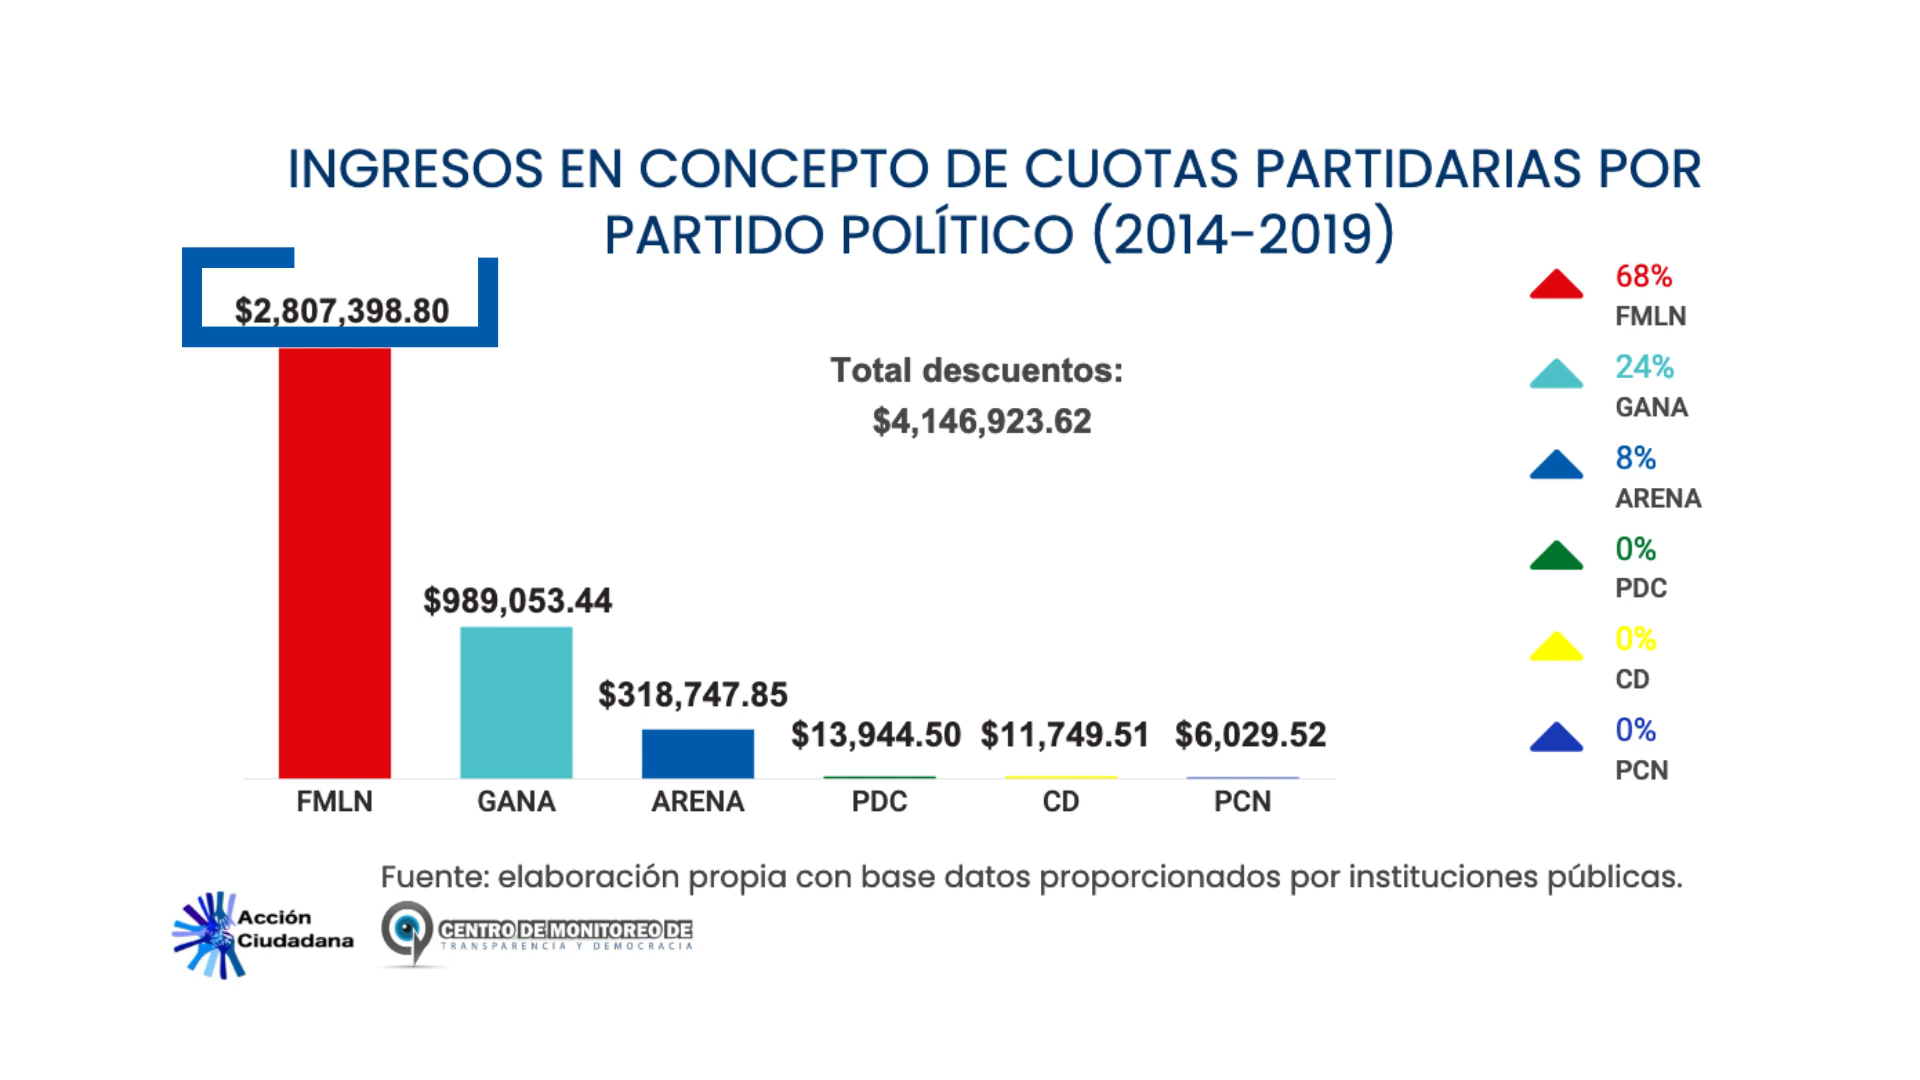 INGRESOS EN CONCEPTO DE CUOTAS PARTIDARIAS POR
PARTIDO POLÍTICO (2014-2019)
$2,807,398.80
Total descuentos:
$4,146,923.62
$989,053.44
$318,747.85
$13,944.50
$11,749.51
$6,029.52
FMLN
GANA
ARENA
PDC
CD
PCN
68%
FMLN
24%
GANA
8%
ARENA
0%
PDC
0%
CD
0%
PCN
Fuente: elaboración propia con base datos proporcionados por instituciones públicas.
Acción
Ciudadana
CENTRO DE MONITOREO DE
TRANSPARENCIA Y DEMOCRACIA